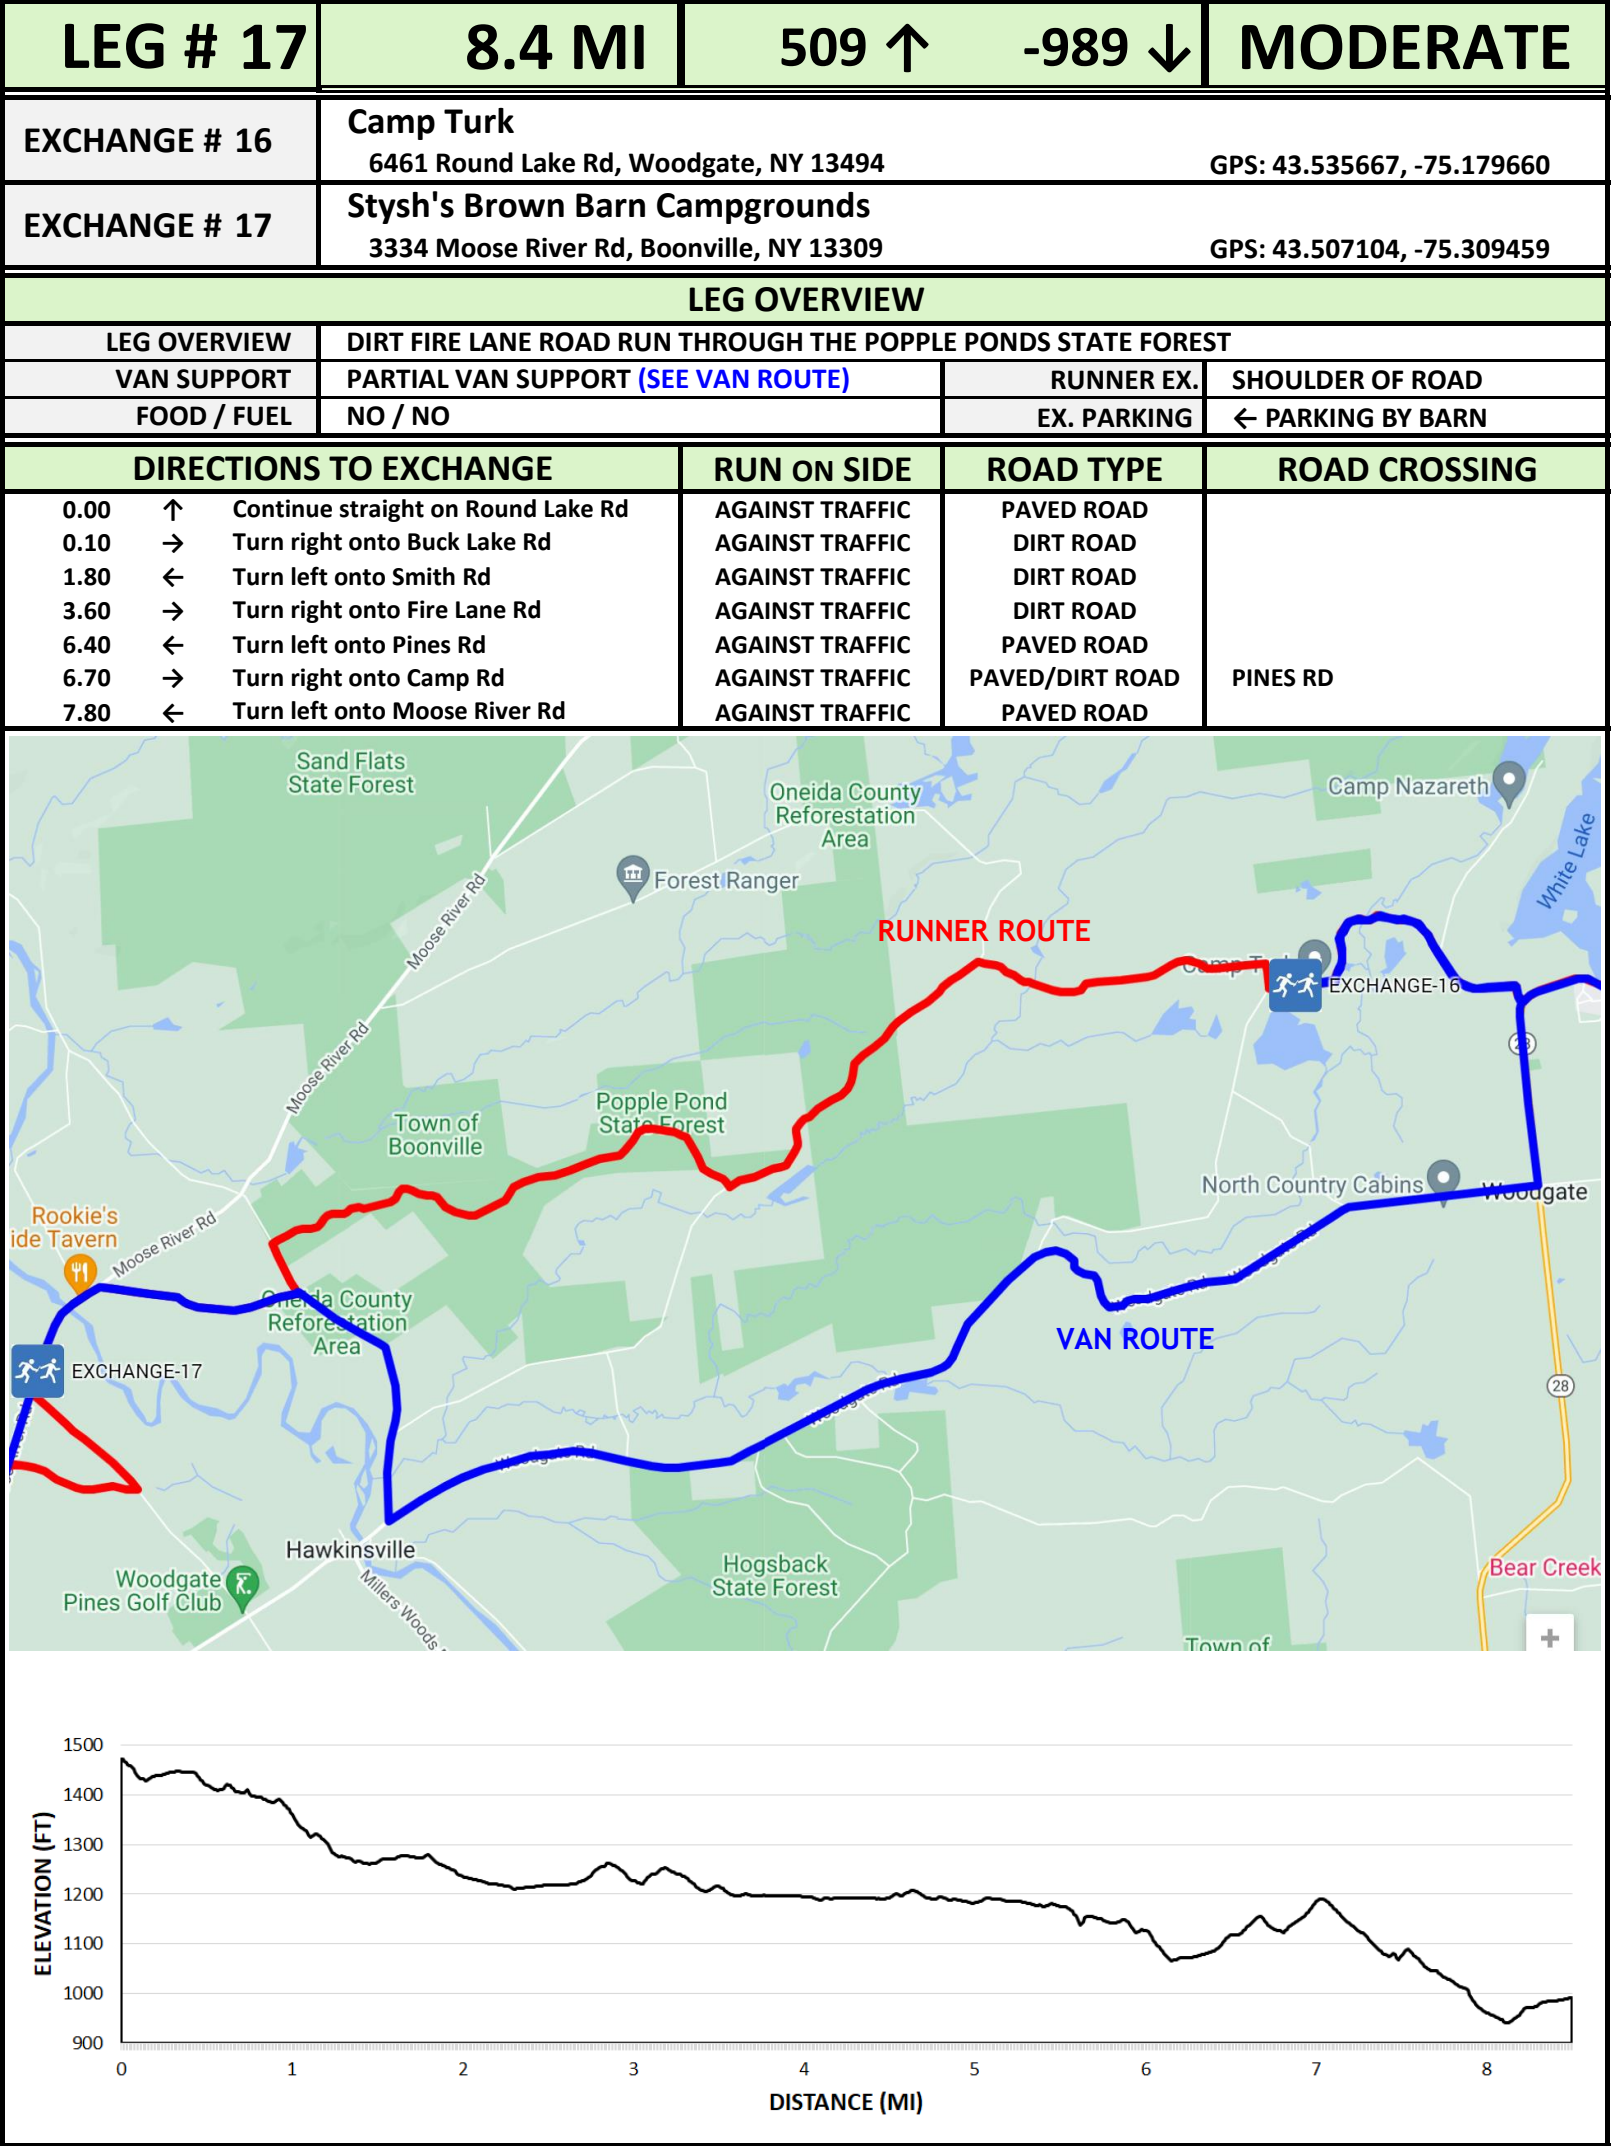 LEG # 17 8.4 MI 509 ↑ -989 ↓ MODERATE
EXCHANGE # 16 Camp Turk
6461 Round Lake Rd, Woodgate, NY 13494 GPS: 43.535667, -75.179660
EXCHANGE # 17 Stysh's Brown Barn Campgrounds
3334 Moose River Rd, Boonville, NY 13309 GPS: 43.507104, -75.309459
LEG OVERVIEW
LEG OVERVIEW DIRT FIRE LANE ROAD RUN THROUGH THE POPPLE PONDS STATE FOREST
VAN SUPPORT PARTIAL VAN SUPPORT (SEE VAN ROUTE) RUNNER EX. SHOULDER OF ROAD
FOOD / FUEL NO / NO EX. PARKING ← PARKING BY BARN
DIRECTIONS TO EXCHANGE RUN ON SIDE ROAD TYPE ROAD CROSSING
0.00 ↑ Continue straight on Round Lake Rd AGAINST TRAFFIC PAVED ROAD
0.10 → Turn right onto Buck Lake Rd AGAINST TRAFFIC DIRT ROAD
1.80 ← Turn left onto Smith Rd AGAINST TRAFFIC DIRT ROAD
3.60 → Turn right onto Fire Lane Rd AGAINST TRAFFIC DIRT ROAD
6.40 ← Turn left onto Pines Rd AGAINST TRAFFIC PAVED ROAD
6.70 → Turn right onto Camp Rd AGAINST TRAFFIC PAVED/DIRT ROAD PINES RD
7.80 ← Turn left onto Moose River Rd AGAINST TRAFFIC PAVED ROAD
Sand Flats
State Forest
Oneida County
Reforestation
Area
Camp Nazareth
White Lake
Forest Ranger
Moose River Rd
RUNNER ROUTE
EXCHANGE-16
28
Moose River Rd
Popple Pond
State Forest
Town of
Boonville
North Country Cabins
Woodgate
Rookie's
ide Tavern
Moose River Rd
Woodgate Rd
Woodgate Rd
Oneida County
Reforestation
Area
VAN ROUTE
EXCHANGE-17
28
Woodgate Rd
Woodgate Rd
Hawkinsville
Hogsback
State Forest
Bear Creek
Woodgate
Pines Golf Club
Millers Woods
Town of
+
1500
1400
1300
1200
1100
1000
900
ELEVATION (FT)
0 1 2 3 4 5 6 7 8
DISTANCE (MI)